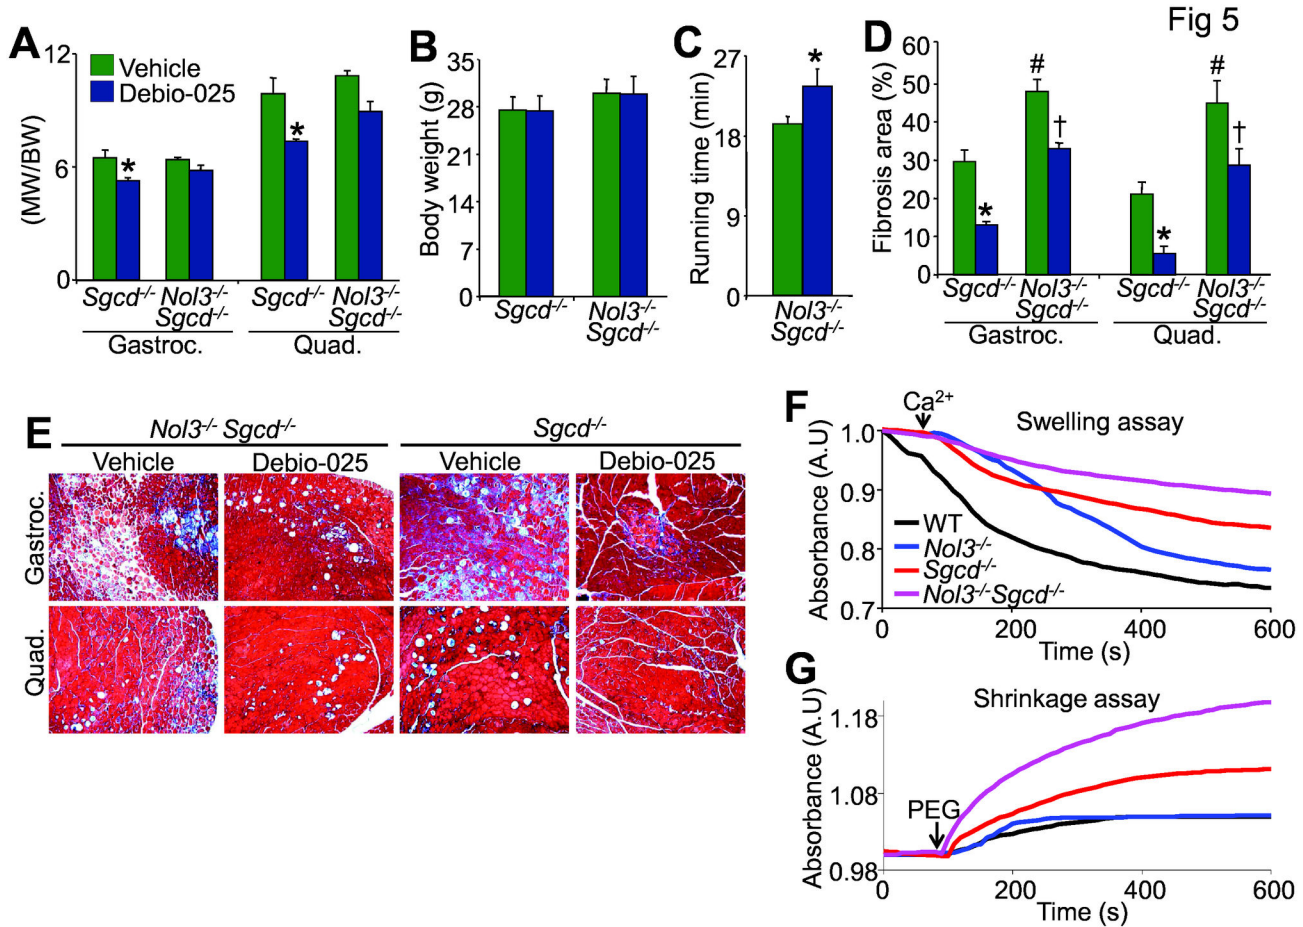 Fig 5
A
12
6
0
(MW/BW)
Vehicle
Debio-025
*
*
Sgcd-/-
Nol3-/-
Sgcd-/-
Sgcd-/-
Nol3-/-
Sgcd-/-
Gastroc.
Quad.
B
35
28
21
14
7
0
Body weight (g)
Sgcd-/-
Nol3-/-
Sgcd-/-
C
27
18
9
0
Running time (min)
*
Nol3-/-
Sgcd-/-
D
60
50
40
30
20
10
0
Fibrosis area (%)
*
#
†
*
#
†
Sgcd-/-
Nol3-/-
Sgcd-/-
Sgcd-/-
Nol3-/-
Sgcd-/-
Gastroc.
Quad.
E
Nol3-/- Sgcd-/-
Sgcd-/-
Vehicle
Debio-025
Vehicle
Debio-025
Gastroc.
Quad.
F
Ca2+
Swelling assay
1.0
0.9
0.8
0.7
Absorbance (A.U)
WT
Nol3-/-
Sgcd-/-
Nol3-/-Sgcd-/-
0
200
400
600
Time (s)
G
Shrinkage assay
1.18
1.08
0.98
Absorbance (A.U)
PEG
0
200
400
600
Time (s)